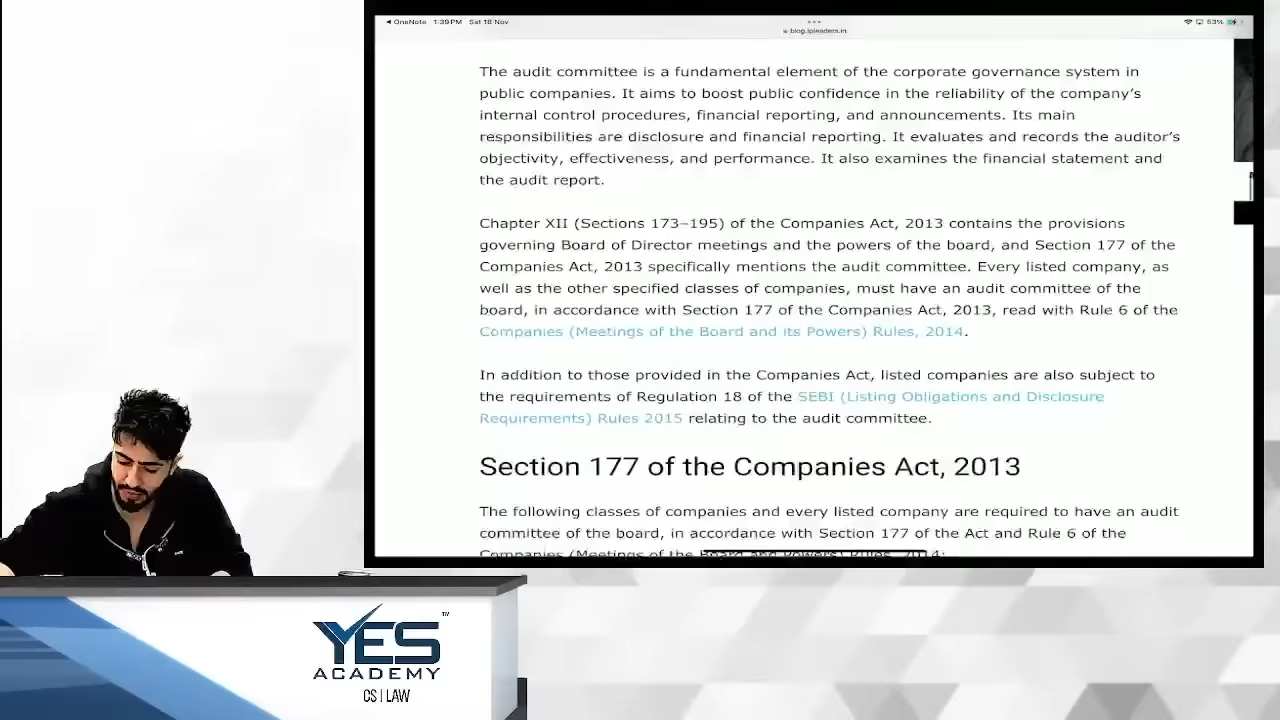 OneNote 1:39 PM Sat 18 Nov
53%
blog.ipleaders.in
The audit committee is a fundamental element of the corporate governance system in
public companies. It aims to boost public confidence in the reliability of the company's
internal control procedures, financial reporting, and announcements. Its main
responsibilities are disclosure and financial reporting. It evaluates and records the auditor's
objectivity, effectiveness, and performance. It also examines the financial statement and
the audit report.
Chapter XII (Sections 173–195) of the Companies Act, 2013 contains the provisions
governing Board of Director meetings and the powers of the board, and Section 177 of the
Companies Act, 2013 specifically mentions the audit committee. Every listed company, as
well as the other specified classes of companies, must have an audit committee of the
board, in accordance with Section 177 of the Companies Act, 2013, read with Rule 6 of the
Companies (Meetings of the Board and its Powers) Rules, 2014.
In addition to those provided in the Companies Act, listed companies are also subject to
the requirements of Regulation 18 of the SEBI (Listing Obligations and Disclosure
Requirements) Rules 2015 relating to the audit committee.
Section 177 of the Companies Act, 2013
The following classes of companies and every listed company are required to have an audit
committee of the board, in accordance with Section 177 of the Act and Rule 6 of the
Companies (Meetings of the Board and Powers) Rules, 2014:
YES TM
ACADEMY
CS | LAW